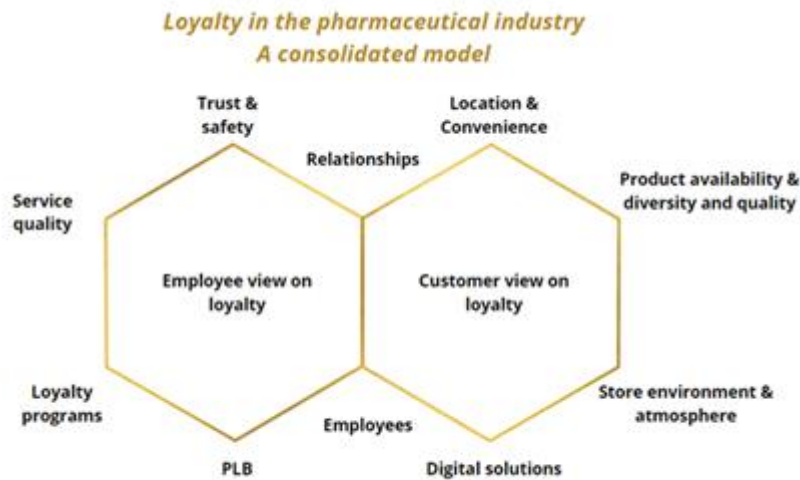 Loyalty in the pharmaceutical industry
A consolidated model
Trust &
safety
Location &
Convenience
Relationships
Product availability &
diversity and quality
Service
quality
Employee view on
loyalty
Customer view on
loyalty
Loyalty
programs
Store environment &
atmosphere
Employees
PLB
Digital solutions